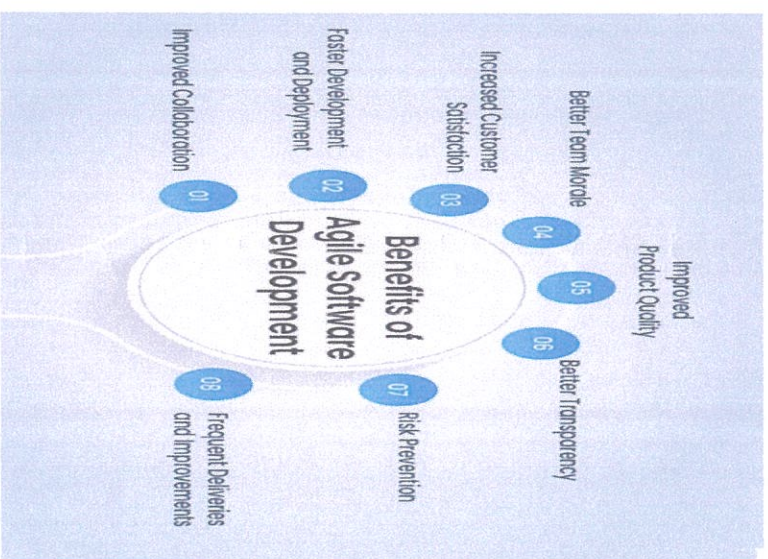 Benefits of
Agile Software
Development
01
Improved Collaboration
02
Faster Development
and Deployment
03
Increased Customer
Satisfaction
04
Better Team Morale
05
Improved
Product Quality
06
Better Transparency
07
Risk Prevention
08
Frequent Deliveries
and Improvements